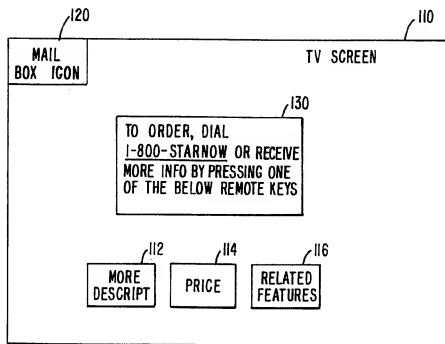 120
110
MAIL
BOX ICON
TV SCREEN
130
TO ORDER, DIAL
1-800-STARNOW OR RECEIVE
MORE INFO BY PRESSING ONE
OF THE BELOW REMOTE KEYS
112
114
116
MORE
DESCRIPT
PRICE
RELATED
FEATURES